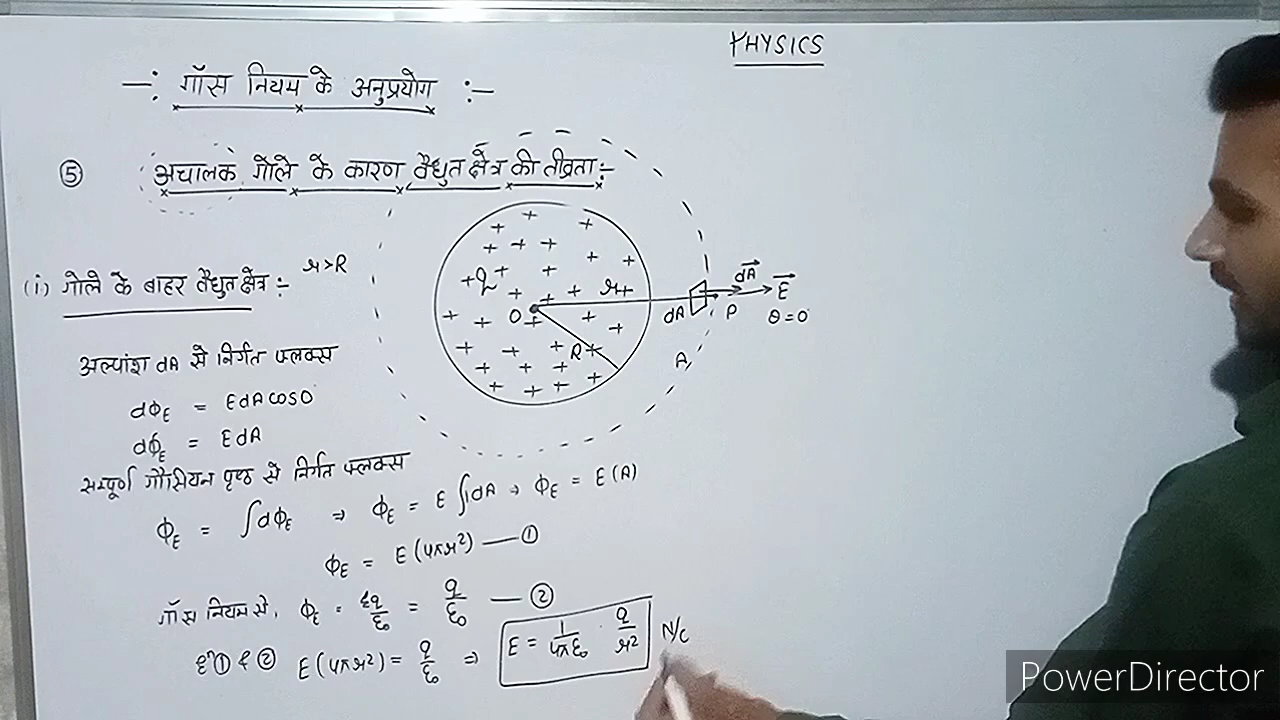 PHYSICS
—: गॉस नियम के अनुप्रयोग :—
⑤ अचालक गोले के कारण वैधुत क्षेत्र की तीव्रता:-
(i) गोले के बाहर वैधुत क्षेत्र :- r>R
q r
dA dA→ E→
O P θ=0
R A
अल्पांश dA से निर्गत फ्लक्स
dΦE = EdA COS0
dΦE = EdA
सम्पूर्ण गौसियन पृष्ठ से निर्गत फ्लक्स
ΦE = ∫dΦE ⇒ ΦE = E∫dA ⇒ ΦE = E(A)
ΦE = E(4πr²) — ①
गॉस नियम से, ΦE = Σq/ε₀ = q/ε₀ — ②
① व ② E(4πr²) = q/ε₀ ⇒ E = 1/4πε₀ · q/r² N/C
PowerDirector